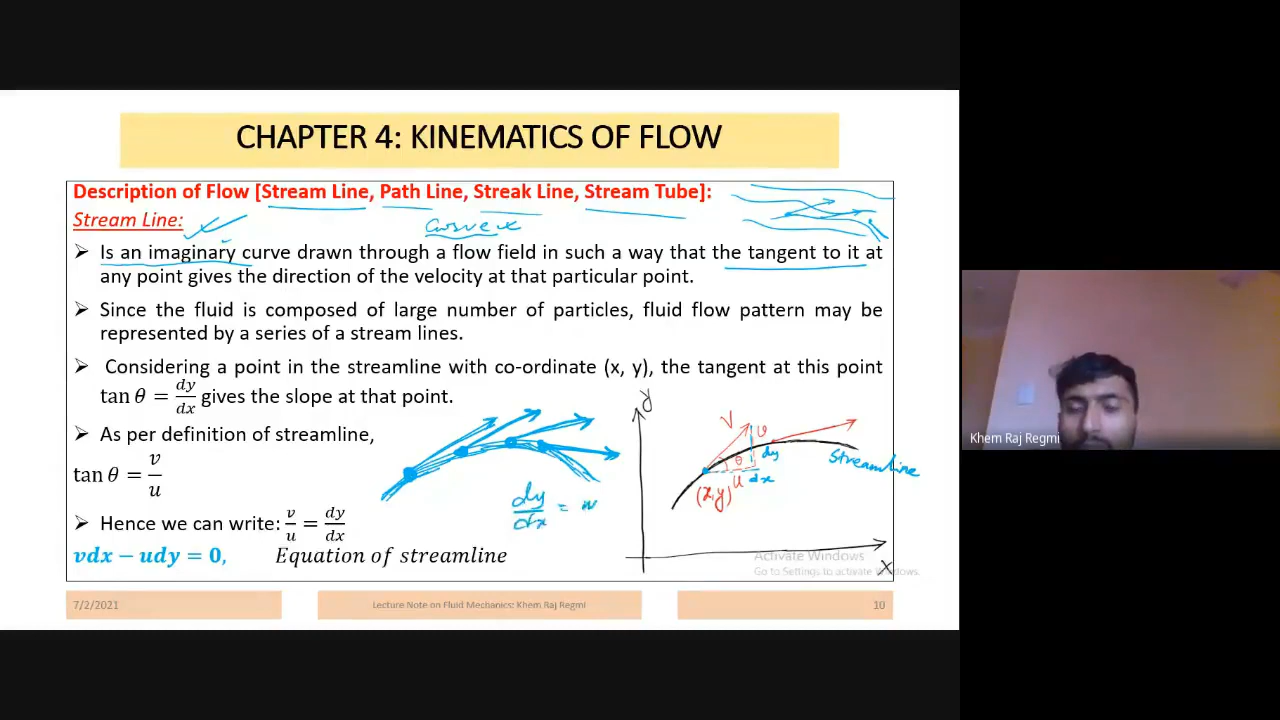 CHAPTER 4: KINEMATICS OF FLOW
Description of Flow [Stream Line, Path Line, Streak Line, Stream Tube]:
Stream Line:
Curve
➢ Is an imaginary curve drawn through a flow field in such a way that the tangent to it at
any point gives the direction of the velocity at that particular point.
➢ Since the fluid is composed of large number of particles, fluid flow pattern may be
represented by a series of a stream lines.
➢ Considering a point in the streamline with co-ordinate (x, y), the tangent at this point
tan θ = dy/dx gives the slope at that point.
➢ As per definition of streamline,
tan θ = v/u
➢ Hence we can write: v/u = dy/dx
vdx − udy = 0, Equation of streamline
dy/dx =
y
V
υ
θ
dy
u
dx
(x,y)
Streamline
x
Activate Windows
Go to Settings to activate Windows.
7/2/2021
Lecture Note on Fluid Mechanics: Khem Raj Regmi
10
Khem Raj Regmi